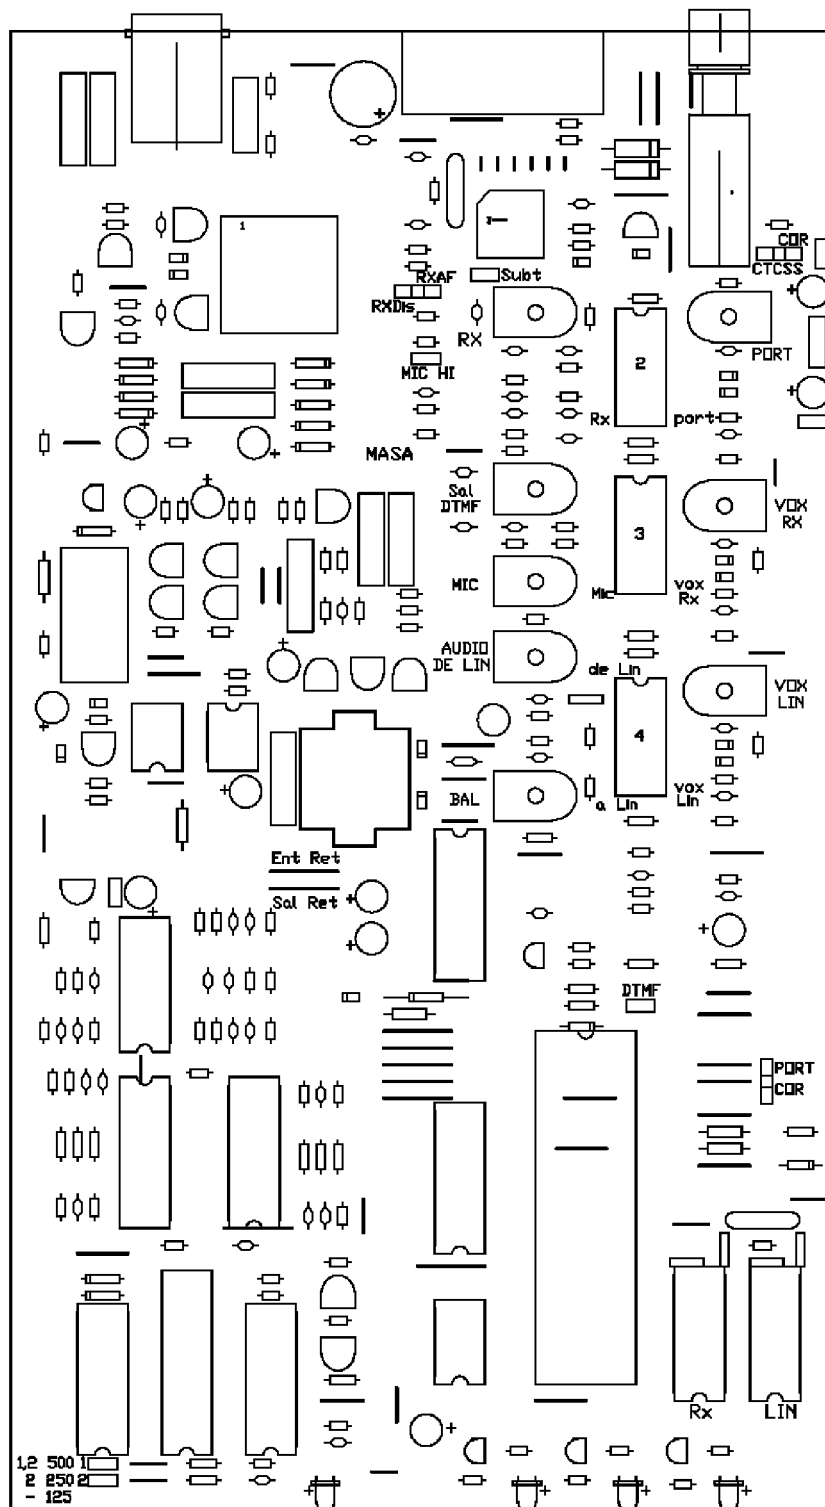 1
COR
CTCSS
RXAF
Subt
RXDis
RX
2
PORT
MIC HI
Rx
port
MASA
Sal
DTMF
VOX
RX
3
MIC
Mic
vox
Rx
AUDIO
DE LIN
de Lin
VOX
LIN
4
BAL
a Lin
vox
Lin
Ent Ret
Sal Ret
DTMF
PORT
COR
Rx
LIN
1,2 500 1
2 250 2
- 125